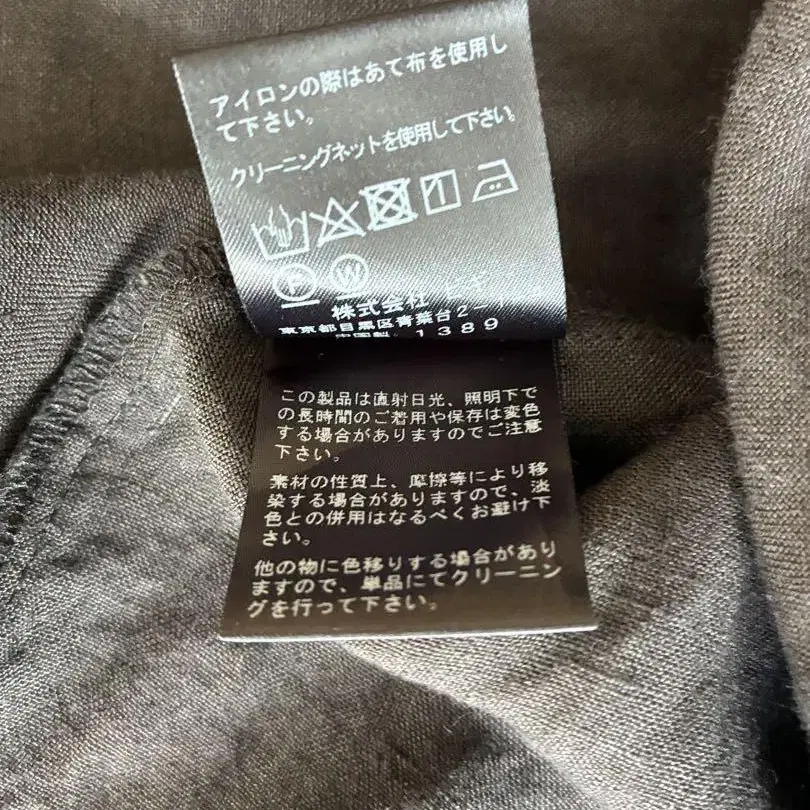 アイロンの際はあて布を使用し
て下さい。
クリーニングネットを使用して下さい。
P W
株式会社
東京都目黒区青葉台2-1
1389
この製品は直射日光、照明下で
の長時間のご着用や保存は変色
する場合がありますのでご注意
下さい。
素材の性質上、摩擦等により移
染する場合がありますので、淡
色との併用はなるべくお避け下
さい。
他の物に色移りする場合があり
ますので、単品にてクリーニン
グを行って下さい。